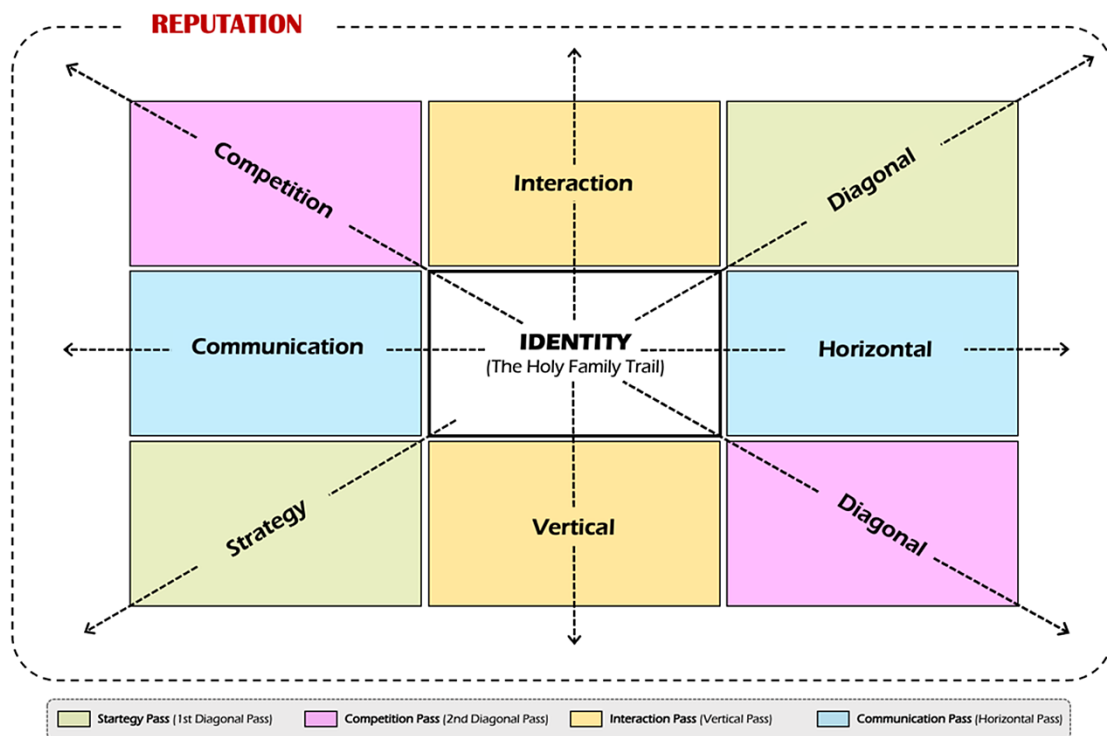 REPUTATION
Competition
Interaction
Diagonal
Communication
IDENTITY
(The Holy Family Trail)
Horizontal
Strategy
Vertical
Diagonal
Startegy Pass (1st Diagonal Pass)
Competition Pass (2nd Diagonal Pass)
Interaction Pass (Vertical Pass)
Communication Pass (Horizontal Pass)